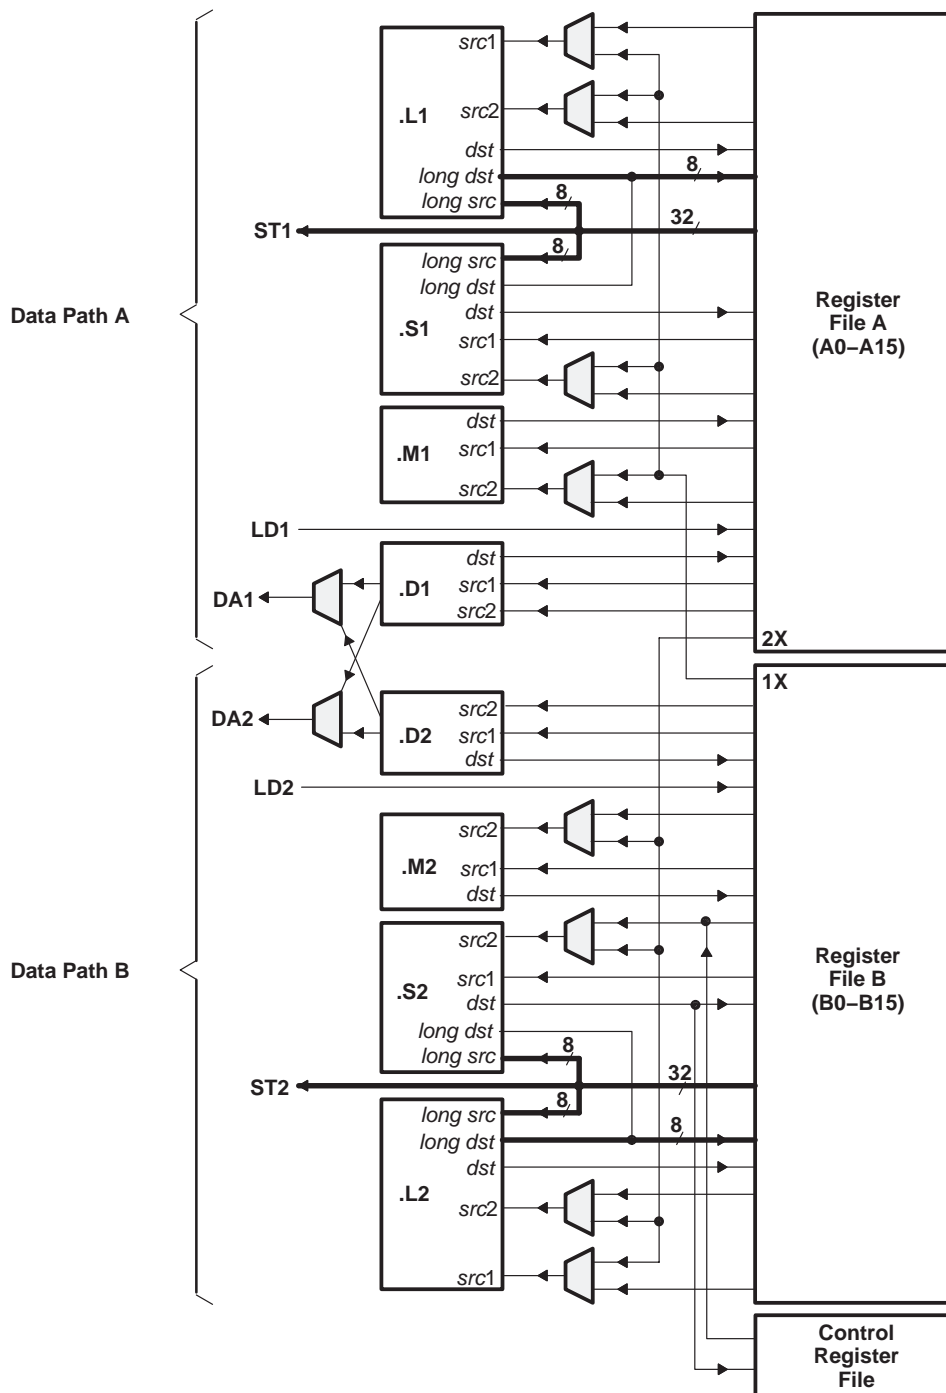 src1
.L1
src2
dst
long dst
8
8
long src
ST1
32
8
long src
long dst
Data Path A
dst
.S1
src1
src2
Register
File A
(A0–A15)
dst
.M1
src1
src2
LD1
dst
.D1
src1
src2
DA1
2X
1X
DA2
src2
.D2
src1
dst
LD2
src2
.M2
src1
dst
src2
Data Path B
.S2
src1
dst
long dst
long src
8
Register
File B
(B0–B15)
ST2
32
8
long src
long dst
8
dst
.L2
src2
src1
Control
Register
File